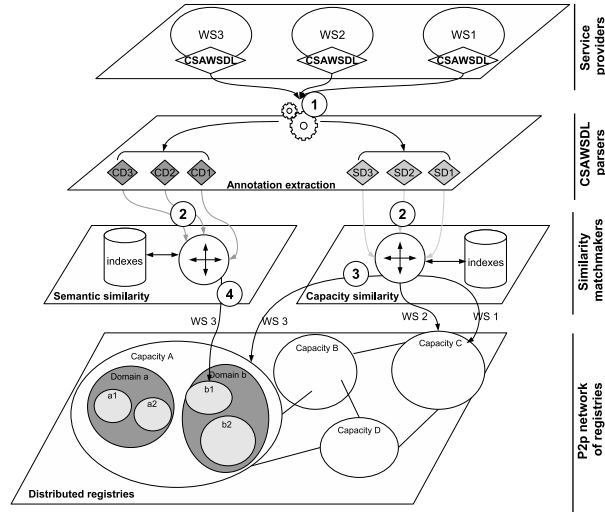 WS3
WS2
WS1
CSAWSDL
CSAWSDL
CSAWSDL
Service
providers
1
CD3
CD2
CD1
SD3
SD2
SD1
Annotation extraction
CSAWSDL
parsers
2
2
indexes
indexes
3
4
Semantic similarity
Capacity similarity
Similarity
matchmakers
WS 3
WS 3
WS 2
WS 1
Capacity A
Capacity B
Capacity C
Domain a
Domain b
a1
a2
b1
b2
Capacity D
Distributed registries
P2p network
of registries